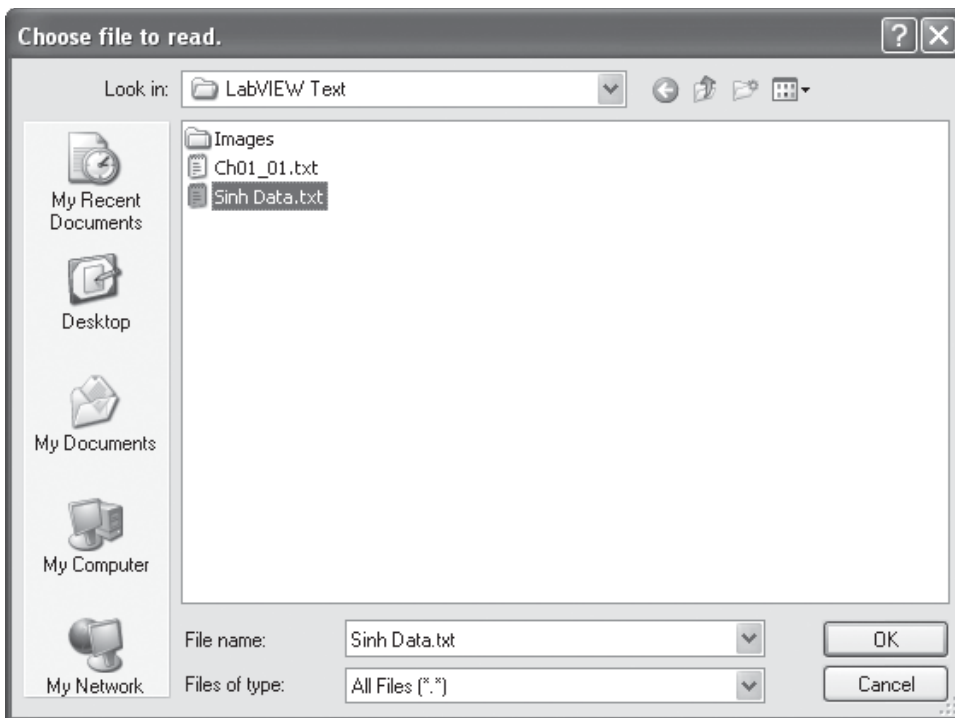 Choose file to read.
Look in: LabVIEW Text
My Recent
Documents
Desktop
My Documents
My Computer
My Network
Images
Ch01_01.txt
Sinh Data.txt
File name: Sinh Data.txt OK
Files of type: All Files (*.*) Cancel